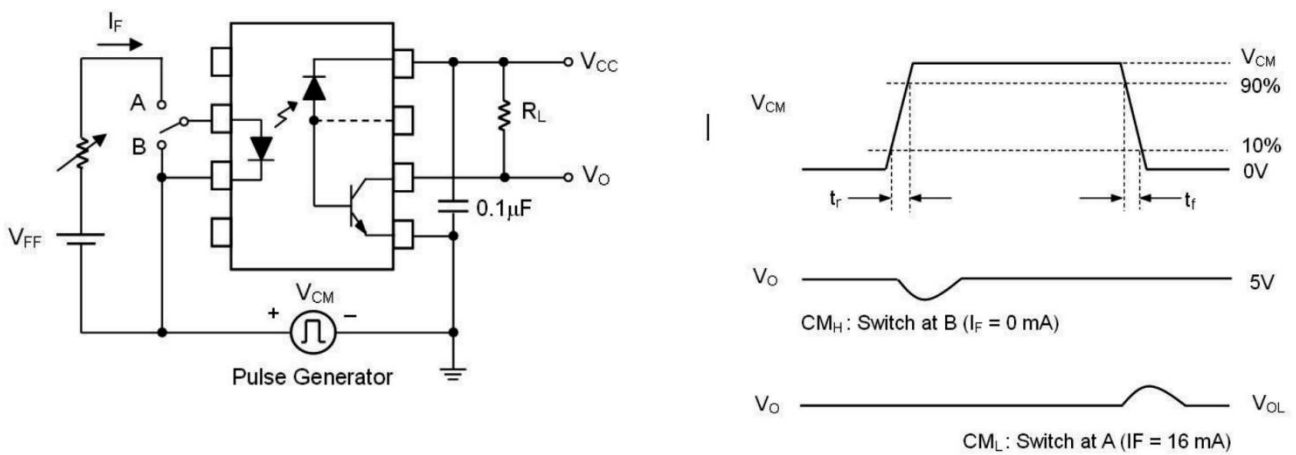 I_F
A
B
V_FF
V_CC
R_L
V_O
0.1μF
V_CM
+ −
Pulse Generator
V_CM
V_CM
90%
10%
0V
t_r
t_f
V_O
5V
CM_H : Switch at B (I_F = 0 mA)
V_O
V_OL
CM_L : Switch at A (IF = 16 mA)